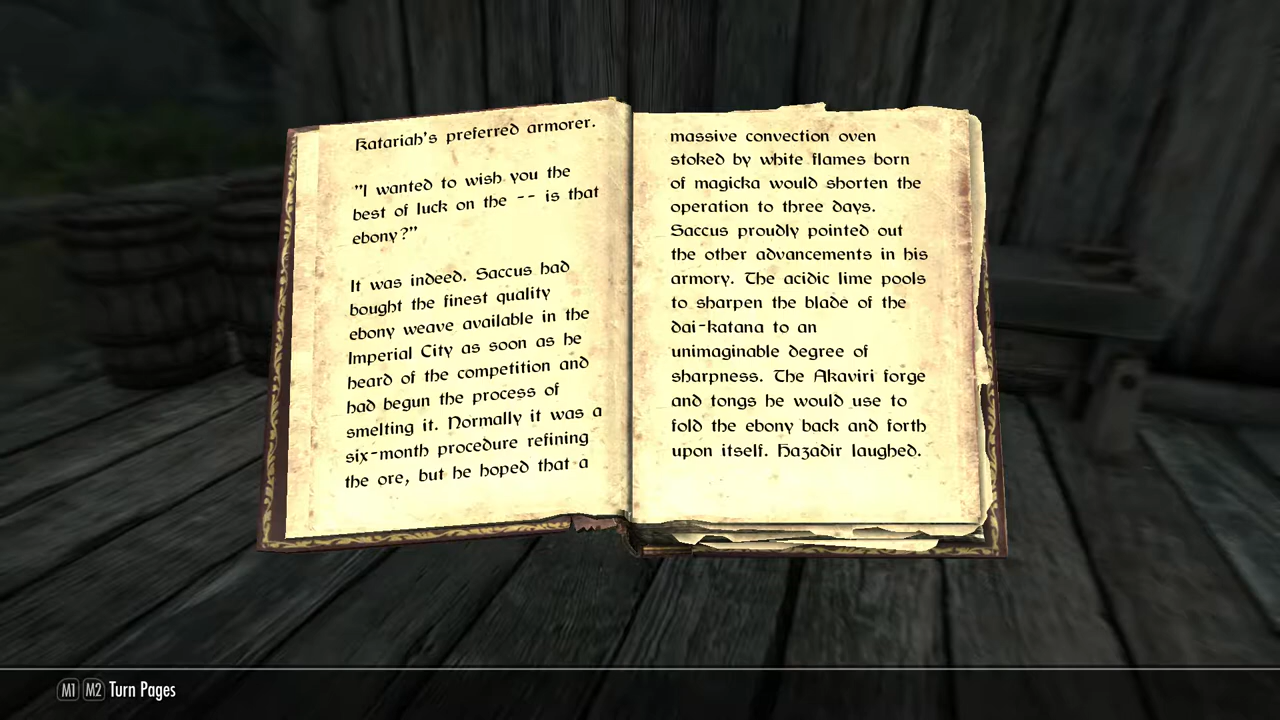 Katariah's preferred armorer.
"I wanted to wish you the
best of luck on the -- is that
ebony?"
It was indeed. Saccus had
bought the finest quality
ebony weave available in the
Imperial City as soon as he
heard of the competition and
had begun the process of
smelting it. Normally it was a
six-month procedure refining
the ore, but he hoped that a
massive convection oven
stoked by white flames born
of magicka would shorten the
operation to three days.
Saccus proudly pointed out
the other advancements in his
armory. The acidic lime pools
to sharpen the blade of the
dai-katana to an
unimaginable degree of
sharpness. The Akaviri forge
and tongs he would use to
fold the ebony back and forth
upon itself. Hazadir laughed.
M1 M2 Turn Pages